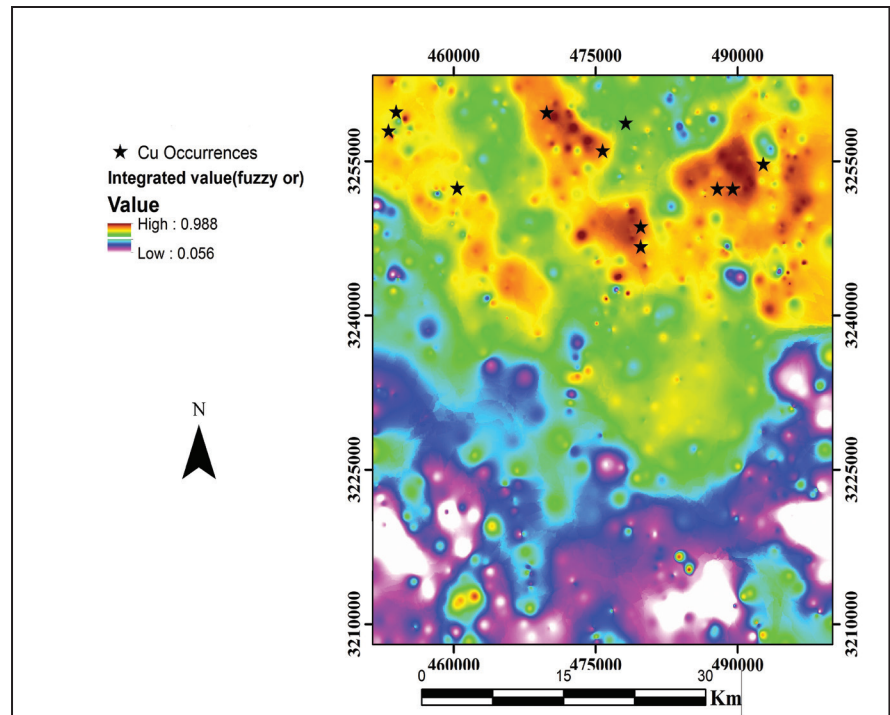 460000 475000 490000
★ Cu Occurrences
Integrated value(fuzzy or)
Value
High : 0.988
Low : 0.056
N
3255000 3255000
3240000 3240000
3225000 3225000
3210000 3210000
460000 475000 490000
0 15 30
Km